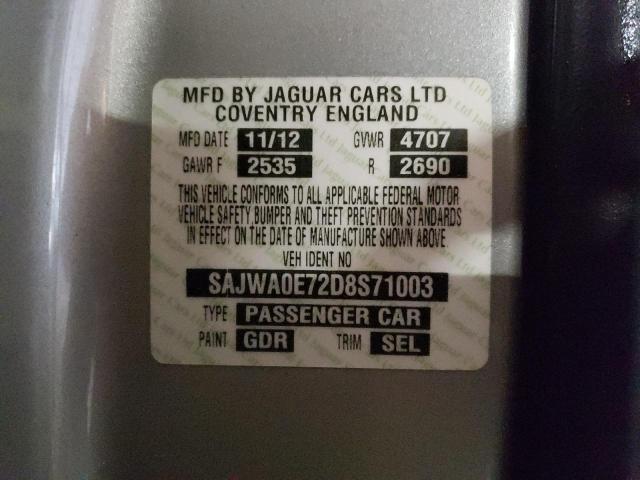 MFD BY JAGUAR CARS LTD
COVENTRY ENGLAND
MFD DATE 11/12 GVWR 4707
GAWR F 2535 R 2690
THIS VEHICLE CONFORMS TO ALL APPLICABLE FEDERAL MOTOR
VEHICLE SAFETY, BUMPER AND THEFT PREVENTION STANDARDS
IN EFFECT ON THE DATE OF MANUFACTURE SHOWN ABOVE
VEH IDENT NO
SAJWA0E72D8S71003
TYPE PASSENGER CAR
PAINT GDR TRIM SEL